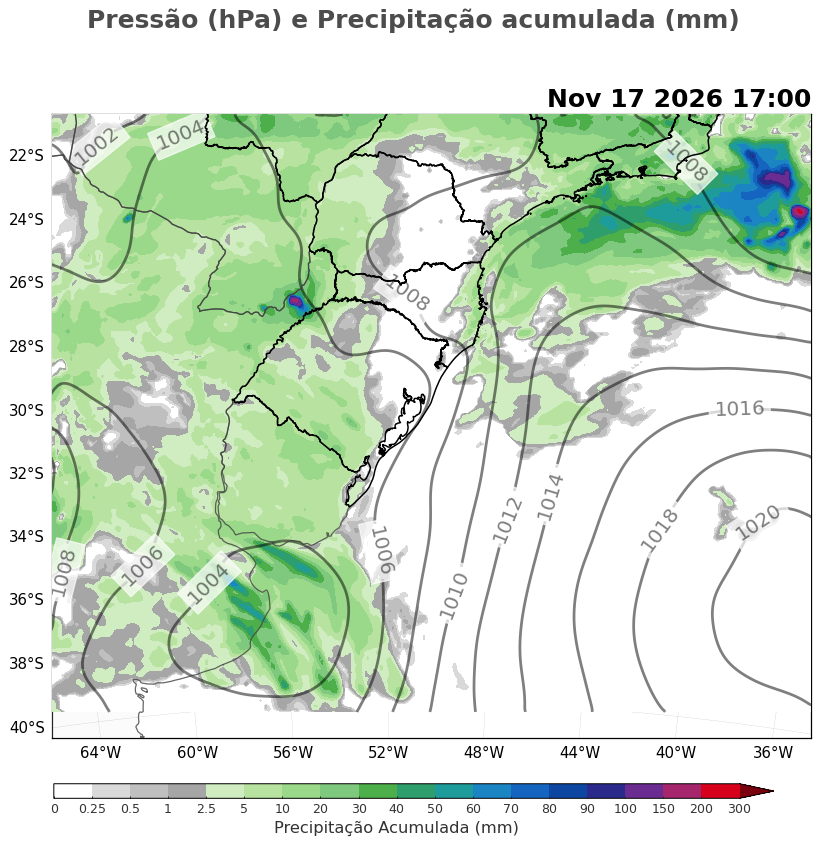 Pressão (hPa) e Precipitação acumulada (mm)
Nov 17 2026 17:00
1002
1004
1008
22°S
24°S
26°S
1008
28°S
30°S
1016
32°S
1012
1014
1018
1020
34°S
1008
1006
1004
1006
1010
36°S
38°S
40°S
64°W 60°W 56°W 52°W 48°W 44°W 40°W 36°W
0 0.25 0.5 1 2.5 5 10 20 30 40 50 60 70 80 90 100 150 200 300
Precipitação Acumulada (mm)